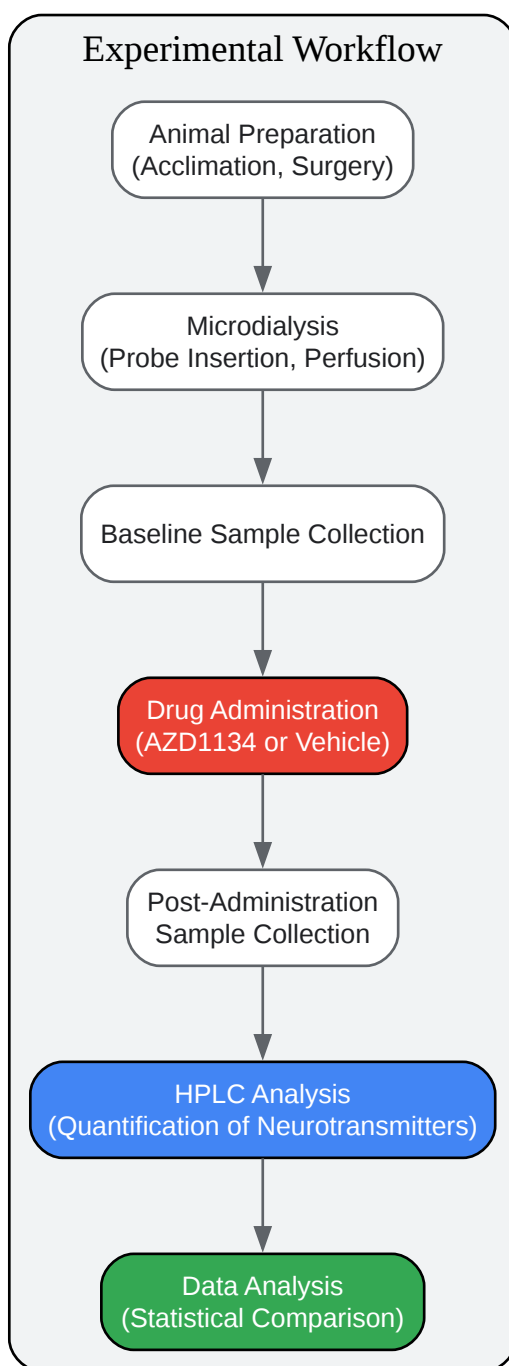 Experimental Workflow
Animal Preparation
(Acclimation, Surgery)
Microdialysis
(Probe Insertion, Perfusion)
Baseline Sample Collection
Drug Administration
(AZD1134 or Vehicle)
Post-Administration
Sample Collection
HPLC Analysis
(Quantification of Neurotransmitters)
Data Analysis
(Statistical Comparison)